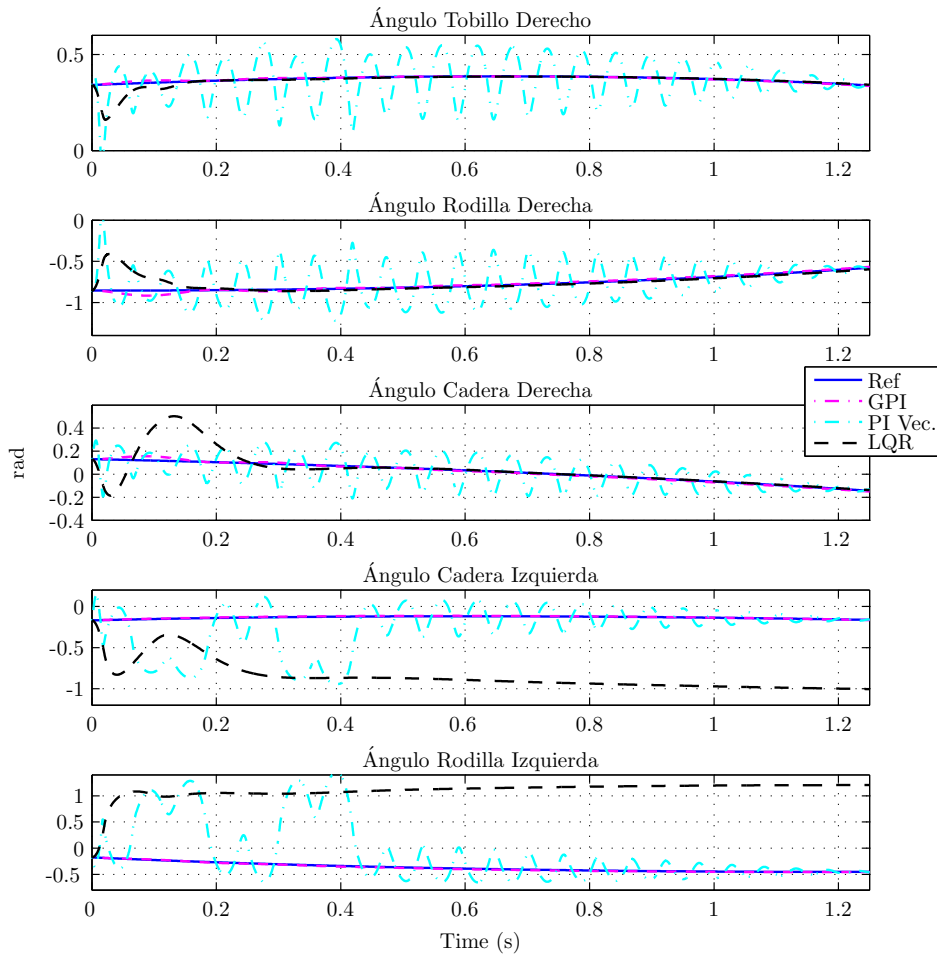 Ángulo Tobillo Derecho
0.5
0
0 0.2 0.4 0.6 0.8 1 1.2
Ángulo Rodilla Derecha
0
-0.5
-1
0 0.2 0.4 0.6 0.8 1 1.2
Ángulo Cadera Derecha
Ref
GPI
PI Vec.
LQR
rad
0.4
0.2
0
-0.2
-0.4
0 0.2 0.4 0.6 0.8 1 1.2
Ángulo Cadera Izquierda
0
-0.5
-1
0 0.2 0.4 0.6 0.8 1 1.2
Ángulo Rodilla Izquierda
1
0.5
0
-0.5
0 0.2 0.4 0.6 0.8 1 1.2
Time (s)